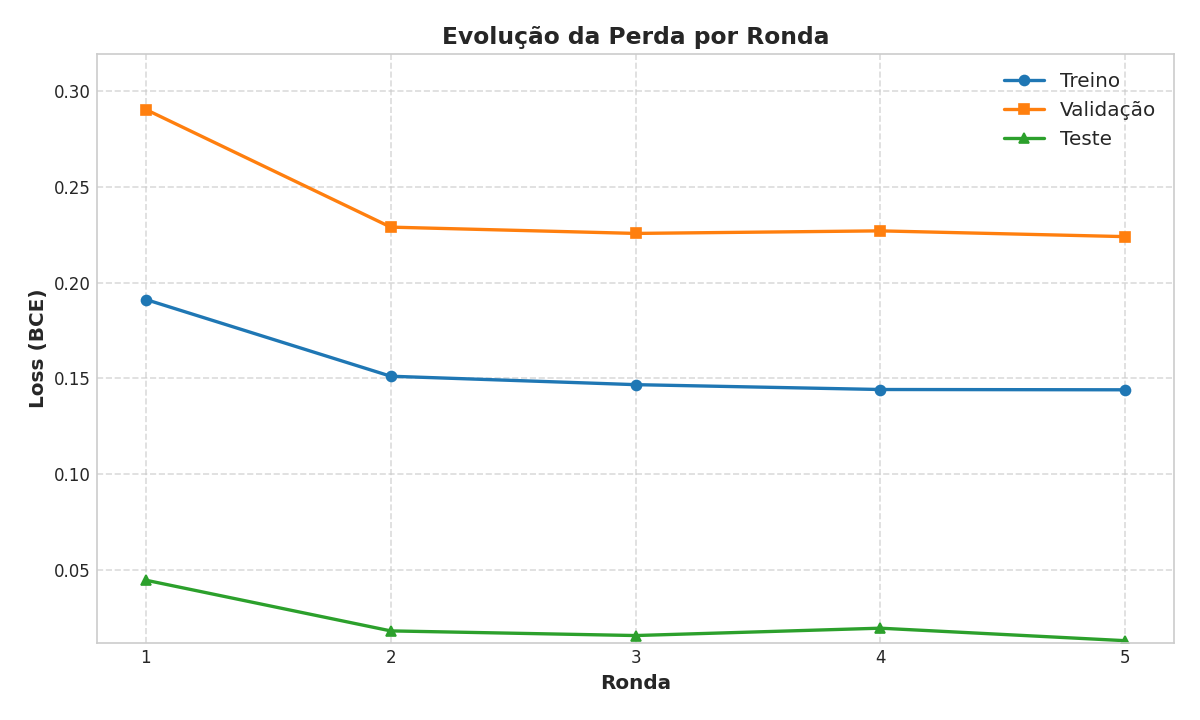 Evolução da Perda por Ronda
Treino
Validação
Teste
Loss (BCE)
0.30
0.25
0.20
0.15
0.10
0.05
1 2 3 4 5
Ronda